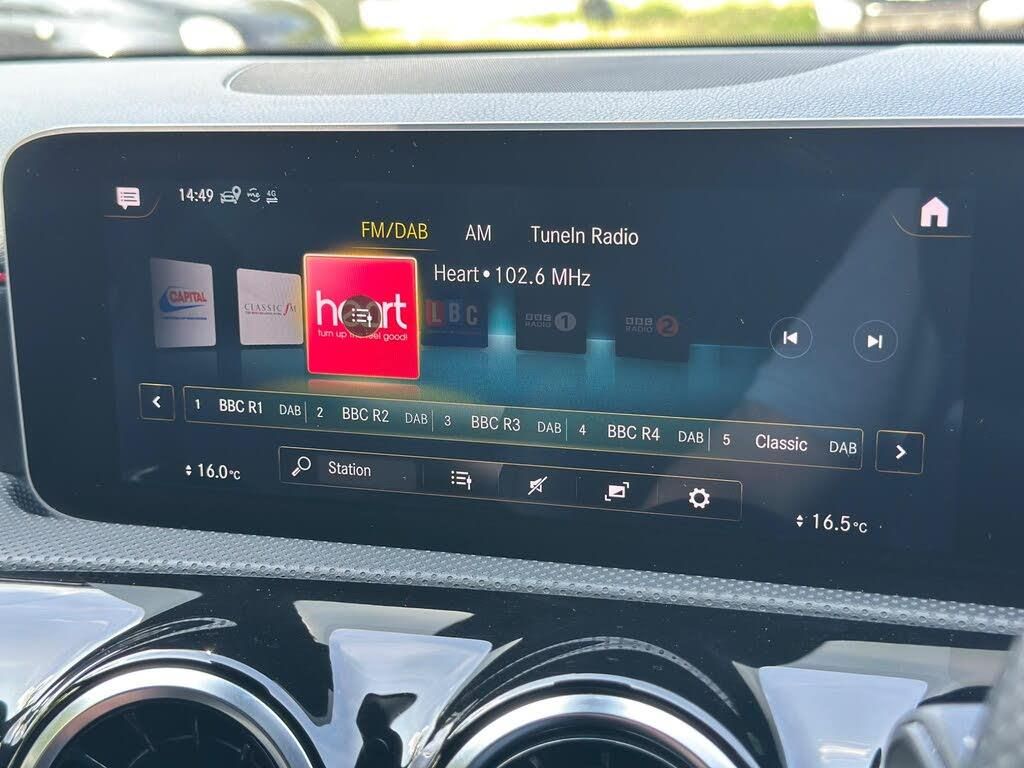 14:49 me 4G
FM/DAB AM TuneIn Radio
Heart • 102.6 MHz
CAPITAL
CLASSIC fM
heart
turn up the feel good!
LBC
BBC RADIO 1
BBC RADIO 2
1 BBC R1 DAB 2 BBC R2 DAB 3 BBC R3 DAB 4 BBC R4 DAB 5 Classic DAB
16.0°C
Station
16.5°C